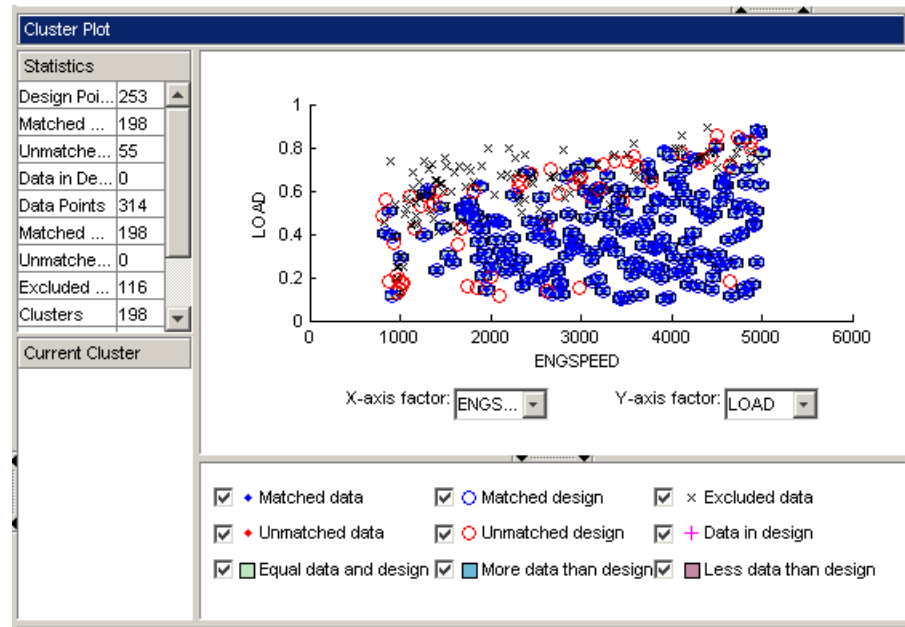 Cluster Plot
Statistics
Design Poi... 253
Matched ... 198
Unmatche... 55
Data in De... 0
Data Points 314
Matched ... 198
Unmatche... 0
Excluded ... 116
Clusters 198
Current Cluster
1
0.8
0.6
0.4
0.2
0
LOAD
0 1000 2000 3000 4000 5000 6000
ENGSPEED
X-axis factor: ENGS... Y-axis factor: LOAD
Matched data Matched design Excluded data
Unmatched data Unmatched design Data in design
Equal data and design More data than design Less data than design